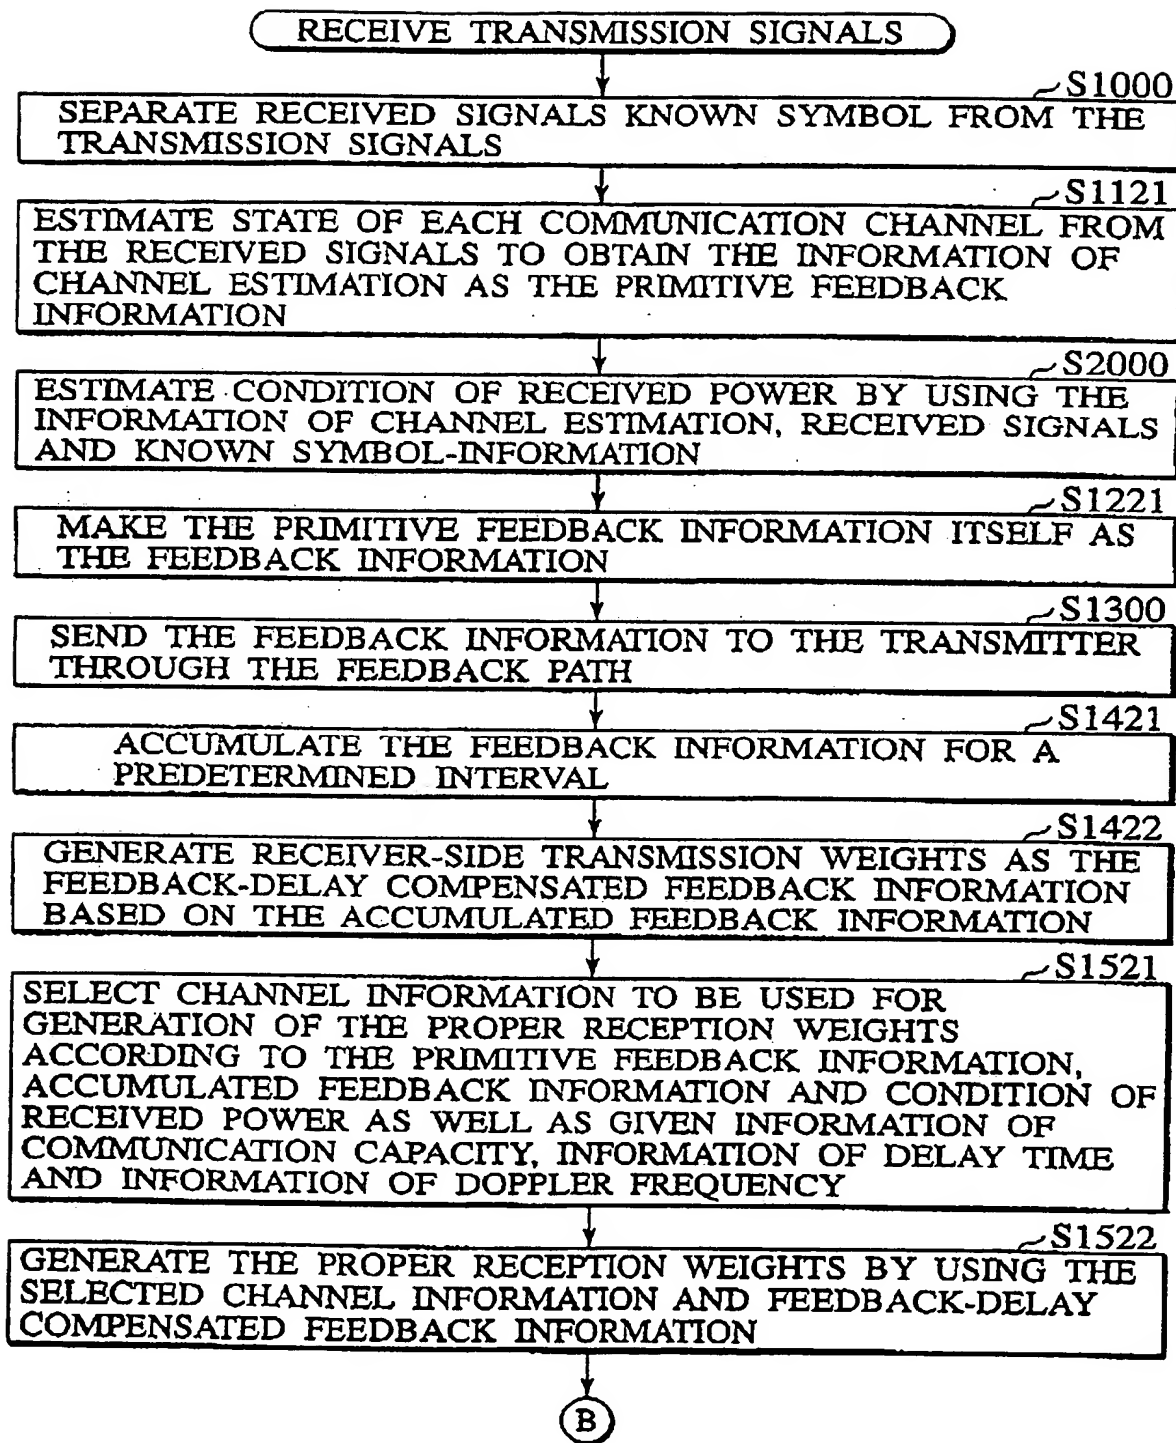 RECEIVE TRANSMISSION SIGNALS
S1000
SEPARATE RECEIVED SIGNALS KNOWN SYMBOL FROM THE
TRANSMISSION SIGNALS
S1121
ESTIMATE STATE OF EACH COMMUNICATION CHANNEL FROM
THE RECEIVED SIGNALS TO OBTAIN THE INFORMATION OF
CHANNEL ESTIMATION AS THE PRIMITIVE FEEDBACK
INFORMATION
S2000
ESTIMATE CONDITION OF RECEIVED POWER BY USING THE
INFORMATION OF CHANNEL ESTIMATION, RECEIVED SIGNALS
AND KNOWN SYMBOL-INFORMATION
S1221
MAKE THE PRIMITIVE FEEDBACK INFORMATION ITSELF AS
THE FEEDBACK INFORMATION
S1300
SEND THE FEEDBACK INFORMATION TO THE TRANSMITTER
THROUGH THE FEEDBACK PATH
S1421
ACCUMULATE THE FEEDBACK INFORMATION FOR A
PREDETERMINED INTERVAL
S1422
GENERATE RECEIVER-SIDE TRANSMISSION WEIGHTS AS THE
FEEDBACK-DELAY COMPENSATED FEEDBACK INFORMATION
BASED ON THE ACCUMULATED FEEDBACK INFORMATION
S1521
SELECT CHANNEL INFORMATION TO BE USED FOR
GENERATION OF THE PROPER RECEPTION WEIGHTS
ACCORDING TO THE PRIMITIVE FEEDBACK INFORMATION,
ACCUMULATED FEEDBACK INFORMATION AND CONDITION OF
RECEIVED POWER AS WELL AS GIVEN INFORMATION OF
COMMUNICATION CAPACITY, INFORMATION OF DELAY TIME
AND INFORMATION OF DOPPLER FREQUENCY
S1522
GENERATE THE PROPER RECEPTION WEIGHTS BY USING THE
SELECTED CHANNEL INFORMATION AND FEEDBACK-DELAY
COMPENSATED FEEDBACK INFORMATION
B